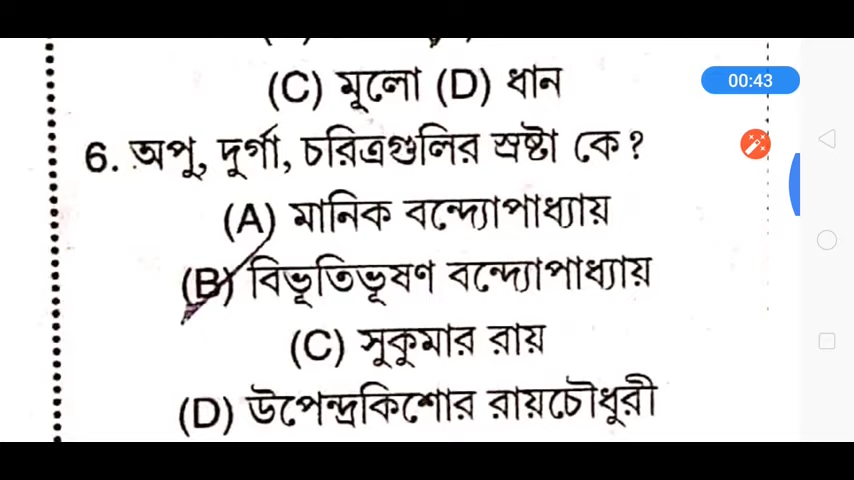 (C) মূলো (D) ধান
00:43
6. অপু, দুর্গা, চরিত্রগুলির স্রষ্টা কে?
(A) মানিক বন্দ্যোপাধ্যায়
(B) বিভূতিভূষণ বন্দ্যোপাধ্যায়
(C) সুকুমার রায়
(D) উপেন্দ্রকিশোর রায়চৌধুরী